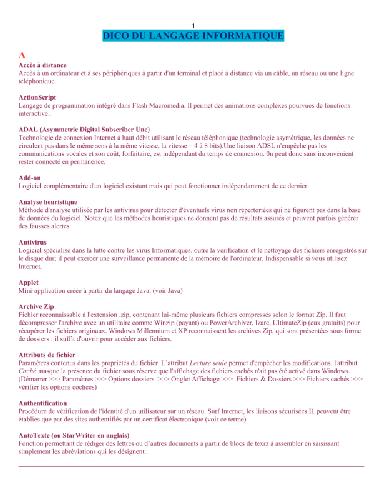 1
DICO DU LANGAGE INFORMATIQUE
A
Accès à distance
Accès à un ordinateur et à ses périphériques à partir d'un terminal et placé à distance via un câble, un réseau ou une ligne
téléphonique.
ActionScript
Langage de programmation intégré dans Flash Macromedia. Il permet des animations complexes pourvues de fonctions
interactive.
ADAL (Asymmetric Digital Subscriber Line)
Technologie de connexion Internet à haut débit utilisant le réseau téléphonique (technologie asymétrique, les données ne
circulent pas dans le même sens à la même vitesse, la vitesse 4 à 8 bits).Une liaison ADSL n'empêche pas les
communications vocales et son coût, forfaitaire, est indépendant du temps de connexion. On peut donc sans inconvénient
rester connecté en permanence.
Add-on
Logiciel complémentaire d'un logiciel existant mais qui peut fonctionner indépendamment de ce dernier
Analyse heuristique
Méthode d'analyse utilisée par les antivirus pour détecter d'éventuels virus non répertoriés qui ne figurent pas dans la base
de données du logiciel. Noter que les méthodes heuristiques ne donnent pas de résultats assurés et peuvent parfois générer
des fausses alertes.
Antivirus
Logiciel spécialisé dans la lutte contre les virus Informatiques. outre la vérification et le nettoyage des fichiers enregistrés sur
le disque dur, il peut exercer une surveillance permanente de la mémoire de l'ordinateur. Indispensable si vous utilisez
Internet.
Applet
Mini-application créée à partir du langage Java. (voir Java)
Archive Zip
Fichier reconnaissable à l'extension .zip, contenant lui-même plusieurs fichiers compressés selon le format Zip. Il faut
décompresser l'archive avec un utilitaire comme Winzip (payant) ou PowerArchiver, Izarc, UltimateZip (eux gratuits) pour
récupérer les fichiers originaux. Windows Millennium et XP reconnaissent les archives Zip, qui sont présentées sous forme
de dossiers : il suffit d'ouvrir pour accéder aux fichiers.
Attributs de fichier
Paramètres contenus dans les propriétés du fichier. L'attribut Lecture seule permet d'empêcher les modifications. l'attribut
Caché masque la présence du fichier sous réserve que l'affichage des fichiers cachés n'ait pas été activé dans Windows.
(Démarrer >>> Paramètres >>> Options dossiers >>> Onglet Affichage >>> Fichiers & Dossiers >>> Fichiers cachés >>>
vérifier les options cochées)
Authentification
Procédure de vérification de l'identité d'un utilisateur sur un réseau. Sur Internet, les liaisons sécurisées peuvent être
établies que par des sites authentifiés par un certificat électronique (voir ce terme)
AutoTexte (ou StarWriter en anglais)
Fonction permettant de rédiger des lettres ou d'autres documents à partir de blocs de textes à assembler en saisissant
simplement les abréviations qui les désignent.